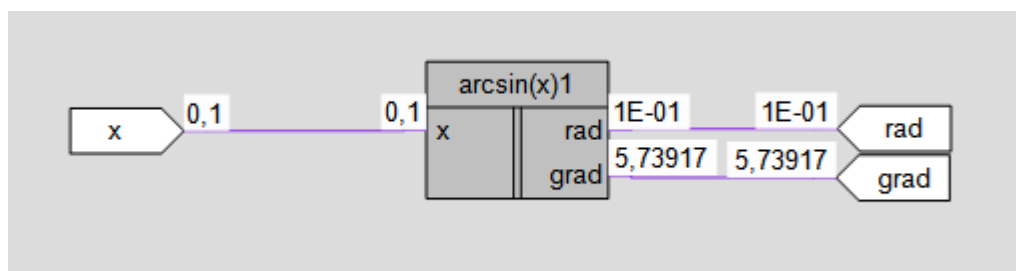 arcsin(x)1
x 0,1 0,1 x rad 1E-01 1E-01 rad
grad 5,73917 5,73917 grad